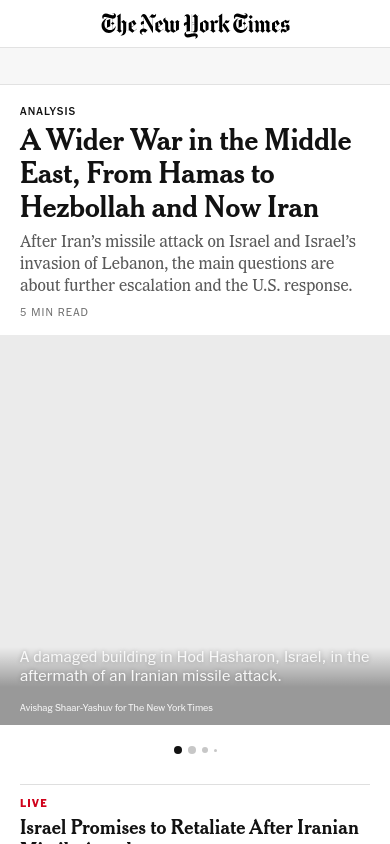 The New York Times
ANALYSIS
A Wider War in the Middle
East, From Hamas to
Hezbollah and Now Iran
After Iran’s missile attack on Israel and Israel’s
invasion of Lebanon, the main questions are
about further escalation and the U.S. response.
5 MIN READ
A damaged building in Hod Hasharon, Israel, in the
aftermath of an Iranian missile attack.
Avishag Shaar-Yashuv for The New York Times
LIVE
Israel Promises to Retaliate After Iranian